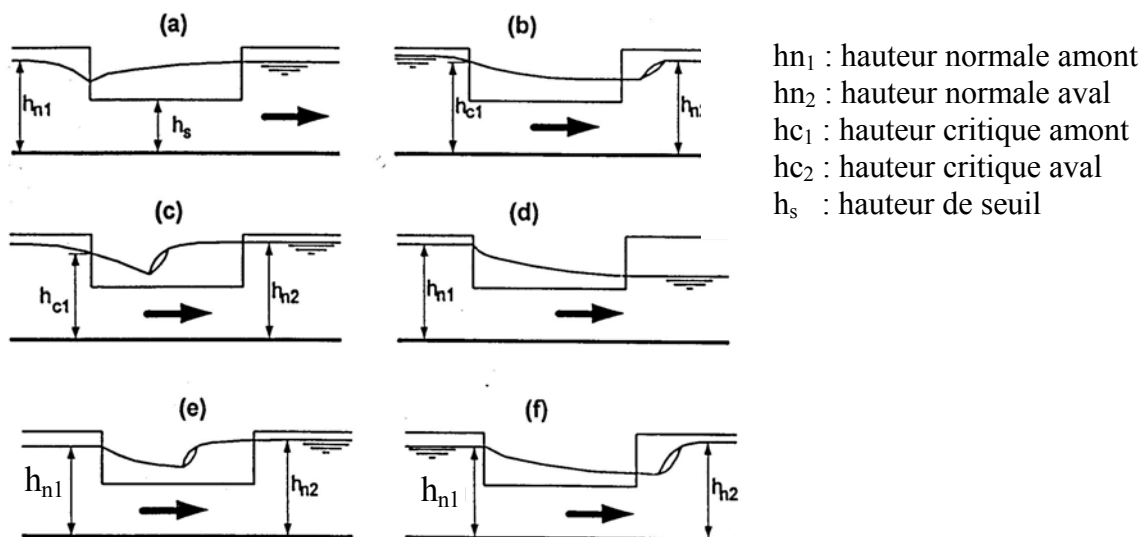 (a)
(b)
hn₁ : hauteur normale amont
hn₂ : hauteur normale aval
hc₁ : hauteur critique amont
hc₂ : hauteur critique aval
hₛ : hauteur de seuil
h_n1
h_s
h_c1
(c)
(d)
h_c1
h_n2
h_n1
(e)
(f)
h_n1
h_n2
h_n1
h_n2